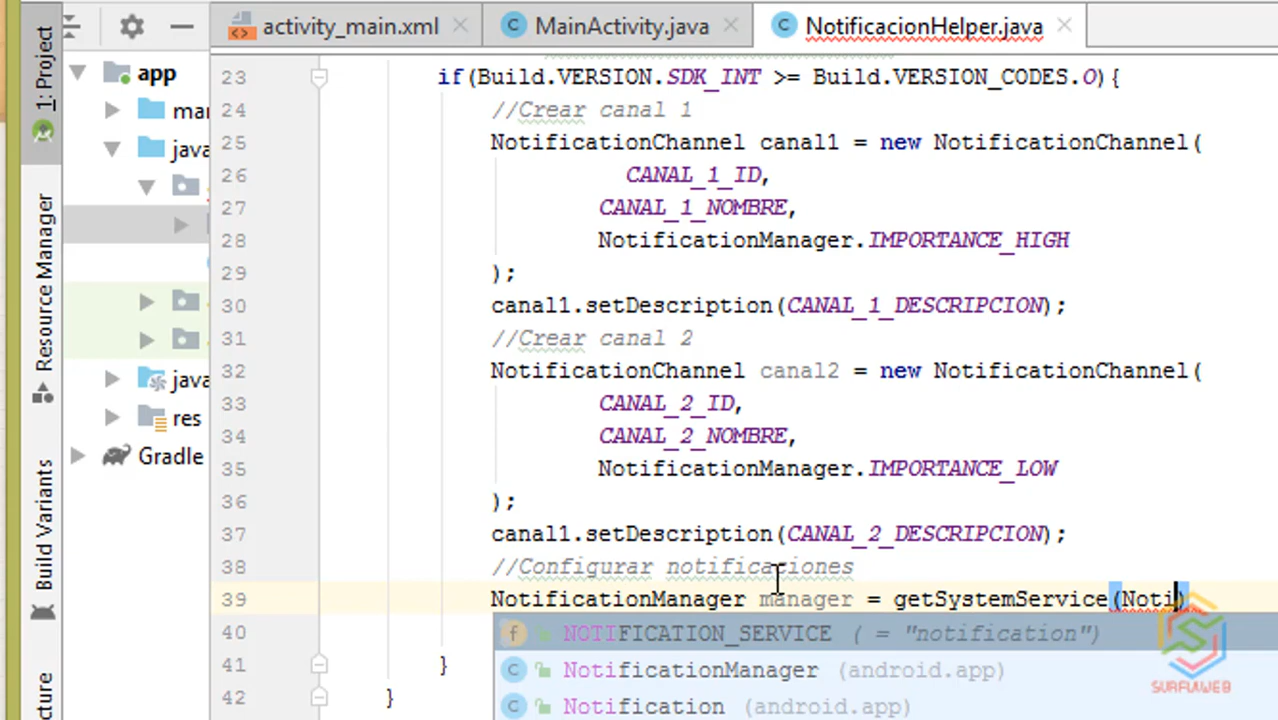 activity_main.xml
MainActivity.java
NotificacionHelper.java
1: Project
Resource Manager
Build Variants
cture
app
mar
java
java
res
Gradle
23 if(Build.VERSION.SDK_INT >= Build.VERSION_CODES.O){
24 //Crear canal 1
25 NotificationChannel canal1 = new NotificationChannel(
26 CANAL_1_ID,
27 CANAL_1_NOMBRE,
28 NotificationManager.IMPORTANCE_HIGH
29 );
30 canal1.setDescription(CANAL_1_DESCRIPCION);
31 //Crear canal 2
32 NotificationChannel canal2 = new NotificationChannel(
33 CANAL_2_ID,
34 CANAL_2_NOMBRE,
35 NotificationManager.IMPORTANCE_LOW
36 );
37 canal1.setDescription(CANAL_2_DESCRIPCION);
38 //Configurar notificaciones
39 NotificationManager manager = getSystemService(Noti)
40 NOTIFICATION_SERVICE ( = "notification")
41 }
NotificationManager (android.app)
42 }
Notification (android.app)
SURFUIWEB